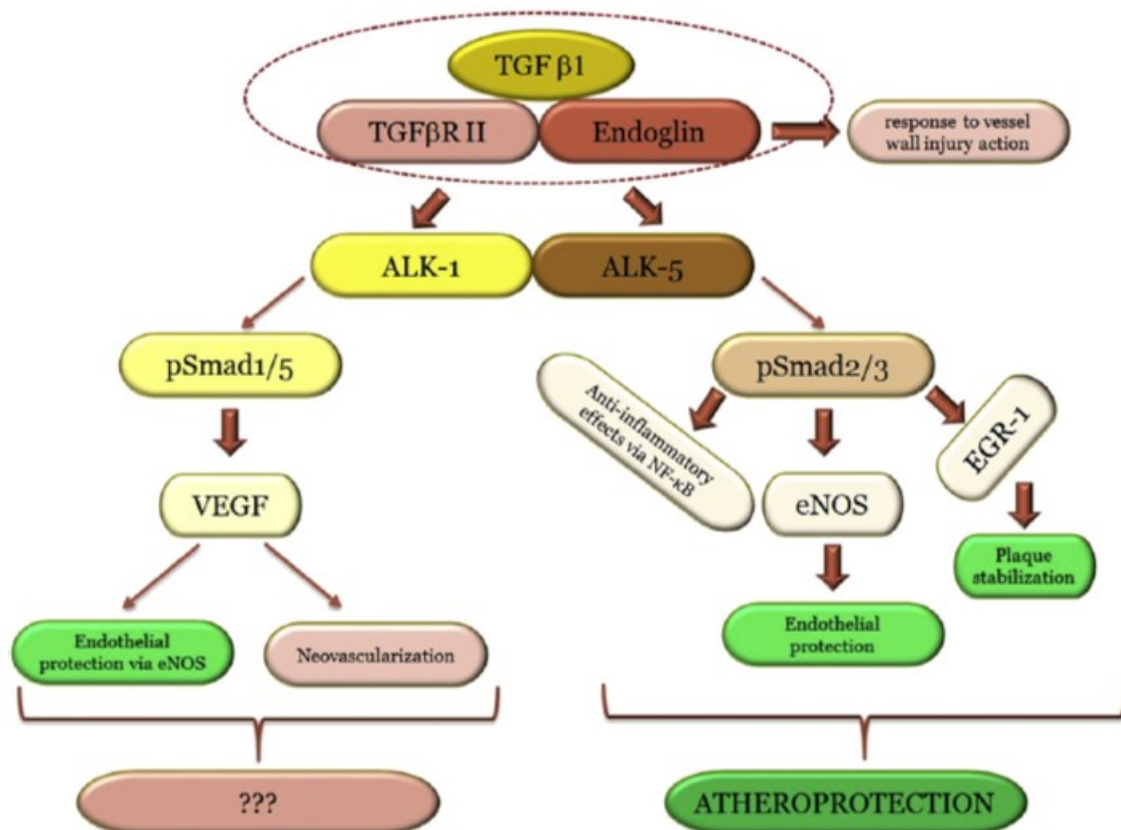 TGF β1
TGFβR II
Endoglin
response to vessel
wall injury action
ALK-1
ALK-5
pSmad1/5
pSmad2/3
Anti-inflammatory
effects via NF-κB
EGR-1
VEGF
eNOS
Plaque
stabilization
Endothelial
protection via eNOS
Neovascularization
Endothelial
protection
???
ATHEROPROTECTION